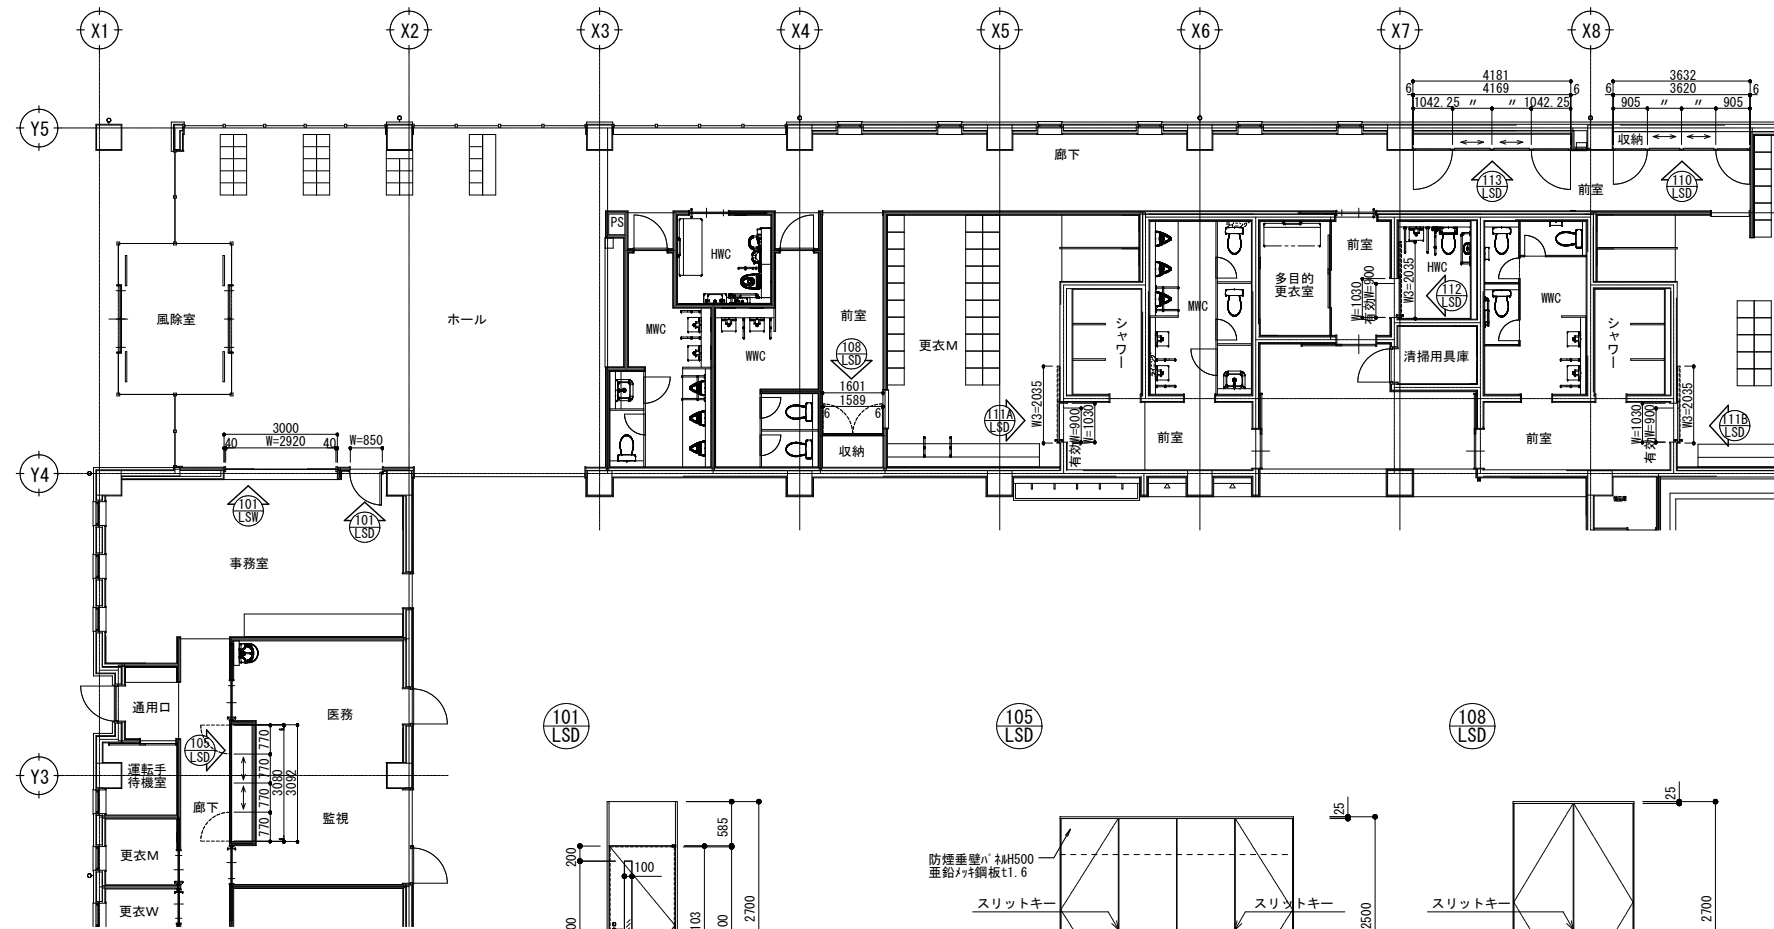 X1
X2
X3
X4
X5
X6
X7
X8
4181
4169
6
6
1042.25 〃 〃 1042.25
3632
3620
6
6
905 〃 〃 905
Y5
収納
廊下
113
LSD
前室
110
LSD
PS
HWC
前室
HWC
W3=2035
112
LSD
多目的
更衣室
W=1030
有効W=900
風除室
ホール
MWC
WWC
前室
108
LSD
更衣M
シャワー
MWC
清掃用具庫
WWC
シャワー
1601
1589
6
6
収納
W3=2035
111A
LSD
有効W=900
W=1030
前室
前室
W=1030
有効W=900
W3=2035
111B
LSD
3000
40
W=2920
40
W=850
Y4
101
LSW
101
LSD
事務室
通用口
医務
105
LSD
770
770
770
770
3080
3092
Y3
運転手
待機室
廊下
監視
更衣M
更衣W
101
LSD
105
LSD
108
LSD
585
200
100
2700
25
防煙垂壁パネルH500
亜鉛メッキ鋼板t1.6
スリットキー
スリットキー
2500
25
スリットキー
2700